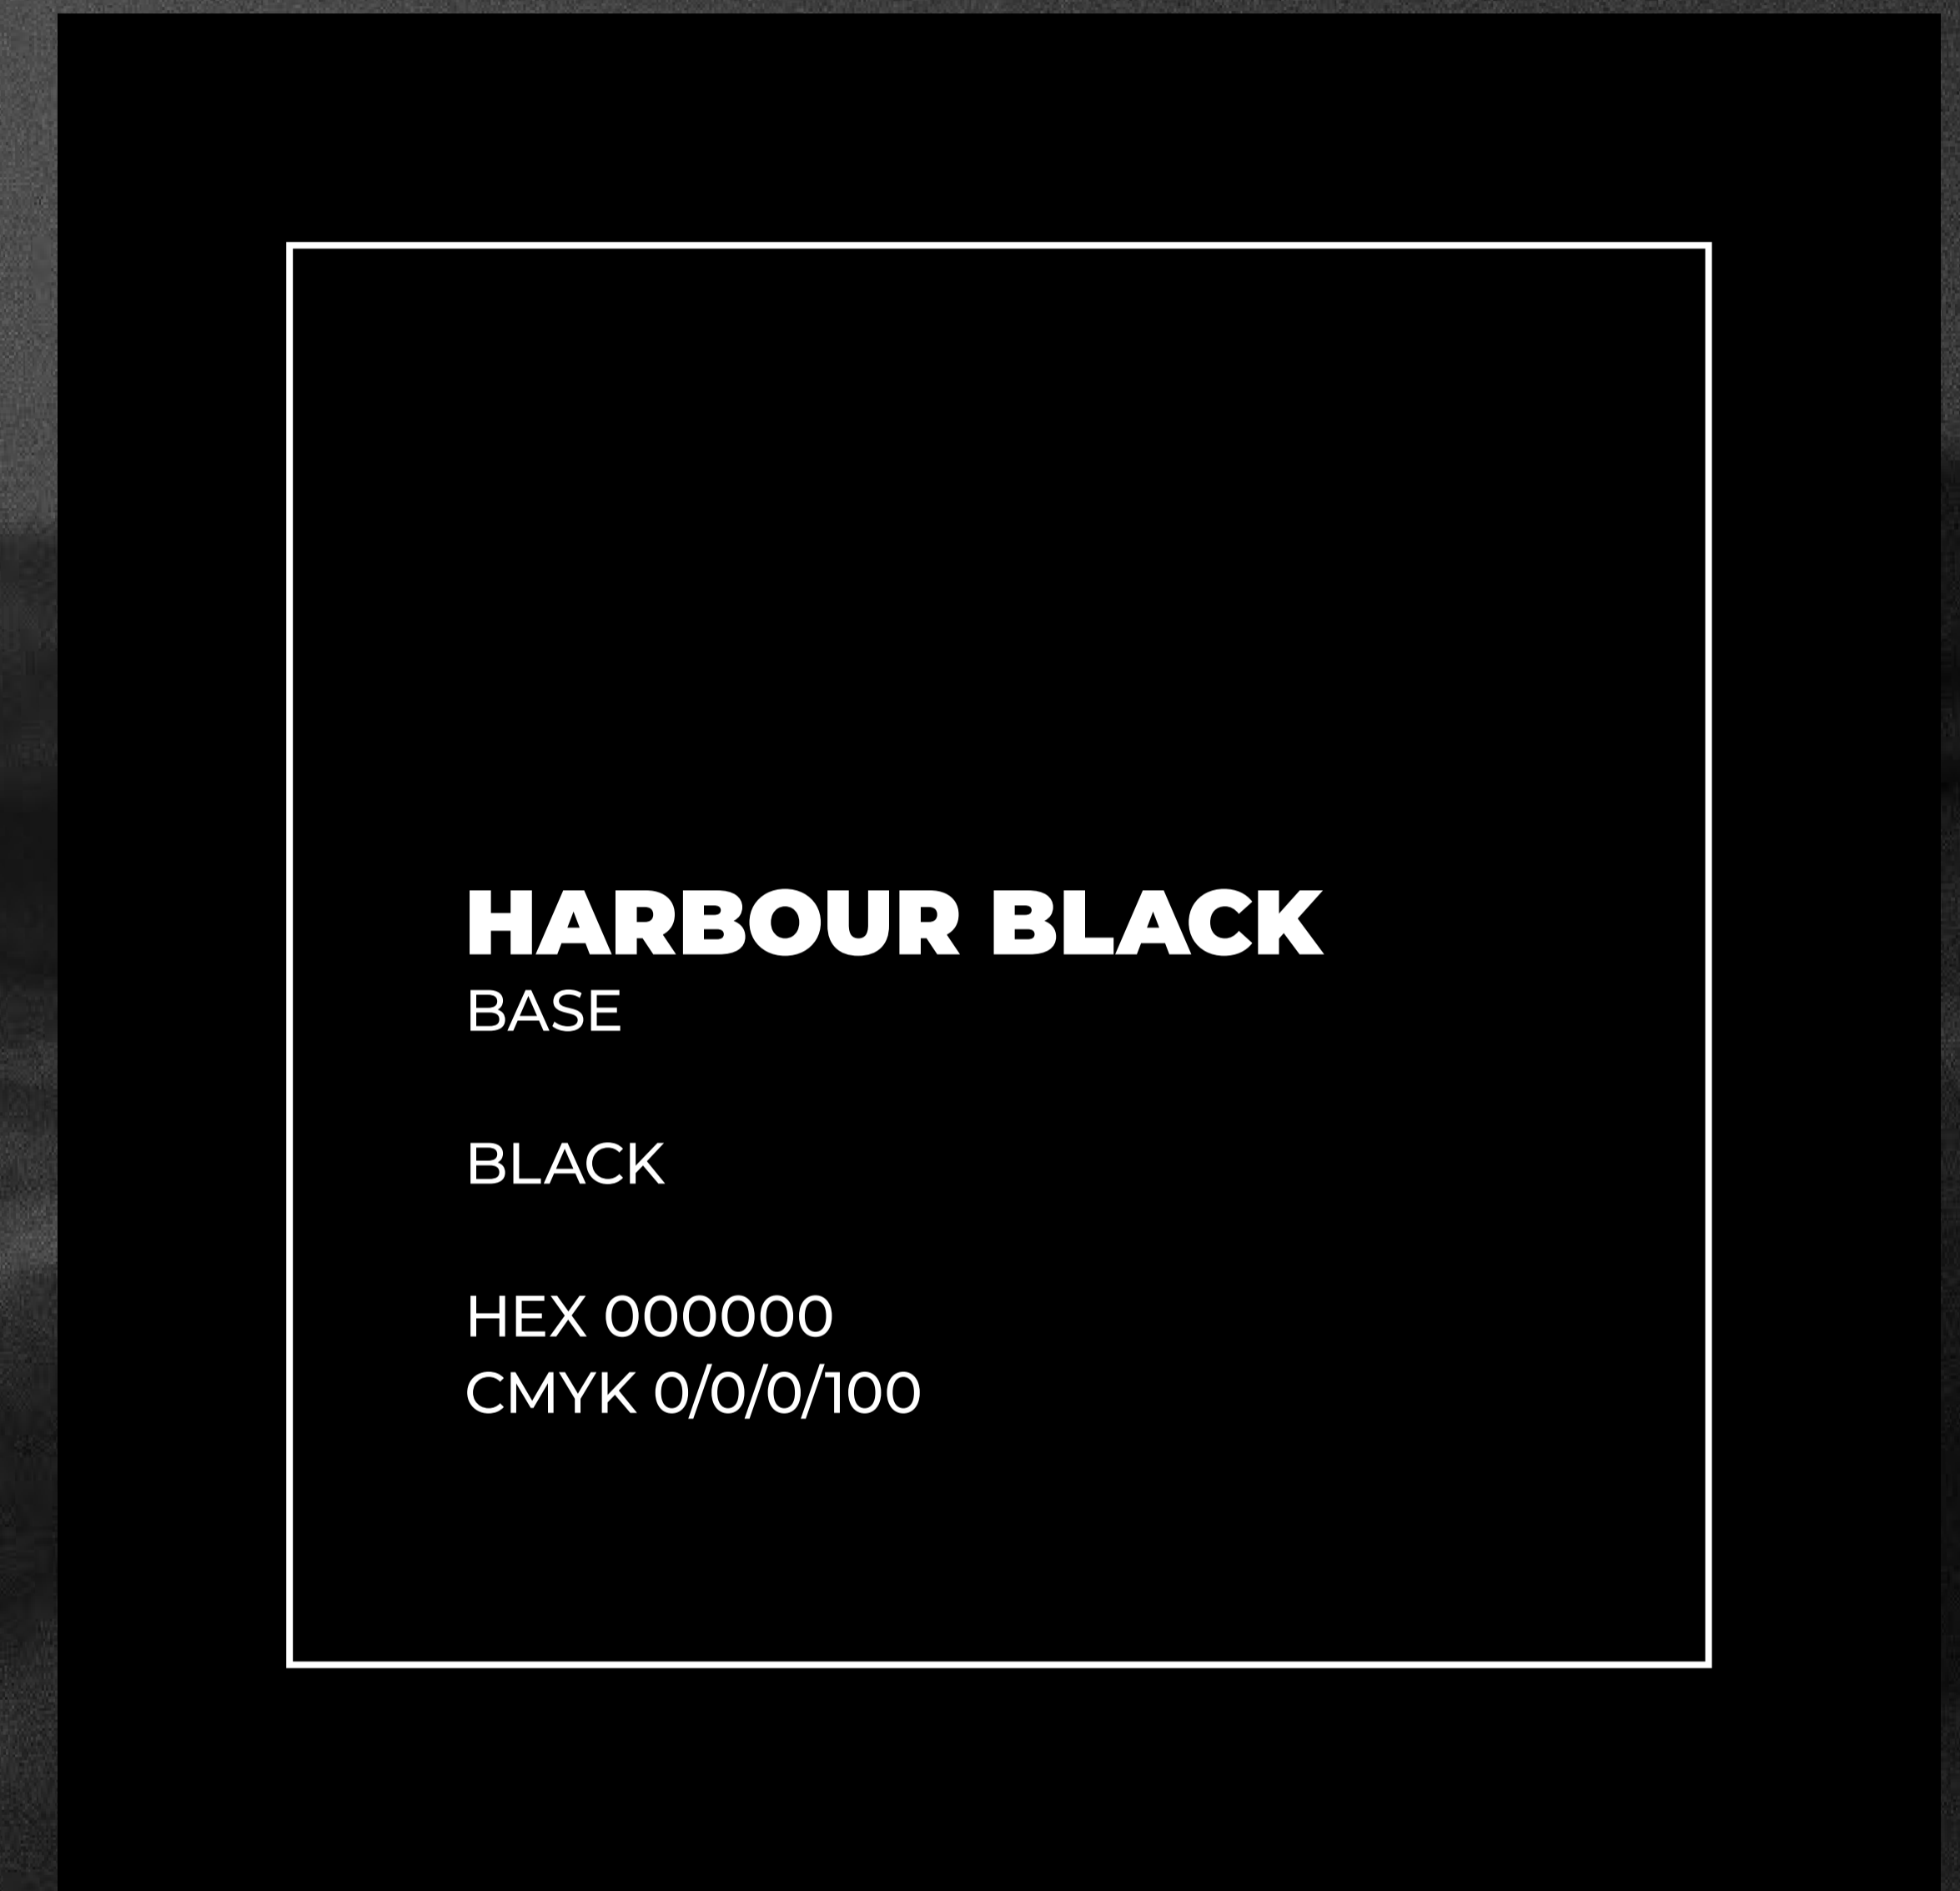 HARBOUR BLACK
BASE
BLACK
HEX 000000
CMYK 0/0/0/100